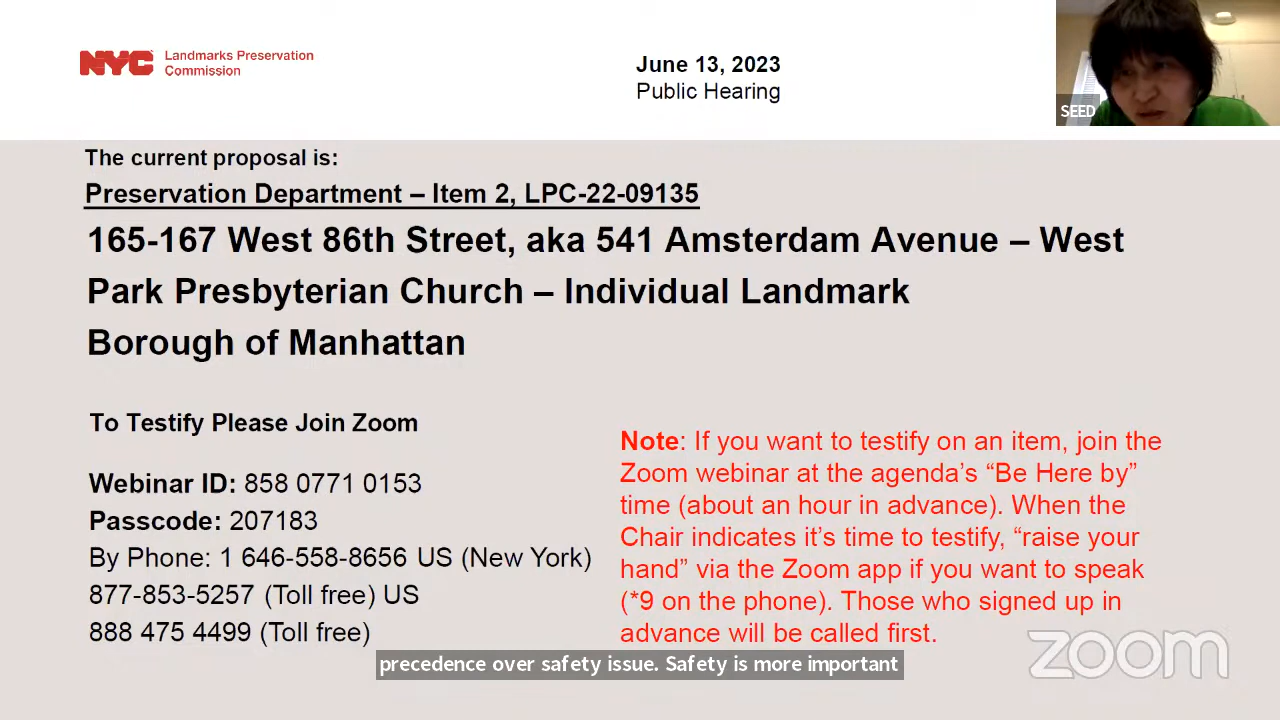 NYC
Landmarks Preservation
Commission
June 13, 2023
Public Hearing
SEED
The current proposal is:
Preservation Department – Item 2, LPC-22-09135
165-167 West 86th Street, aka 541 Amsterdam Avenue – West
Park Presbyterian Church – Individual Landmark
Borough of Manhattan
To Testify Please Join Zoom
Webinar ID: 858 0771 0153
Passcode: 207183
By Phone: 1 646-558-8656 US (New York)
877-853-5257 (Toll free) US
888 475 4499 (Toll free)
Note: If you want to testify on an item, join the
Zoom webinar at the agenda’s “Be Here by”
time (about an hour in advance). When the
Chair indicates it’s time to testify, “raise your
hand” via the Zoom app if you want to speak
(*9 on the phone). Those who signed up in
advance will be called first.
zoom
precedence over safety issue. Safety is more important